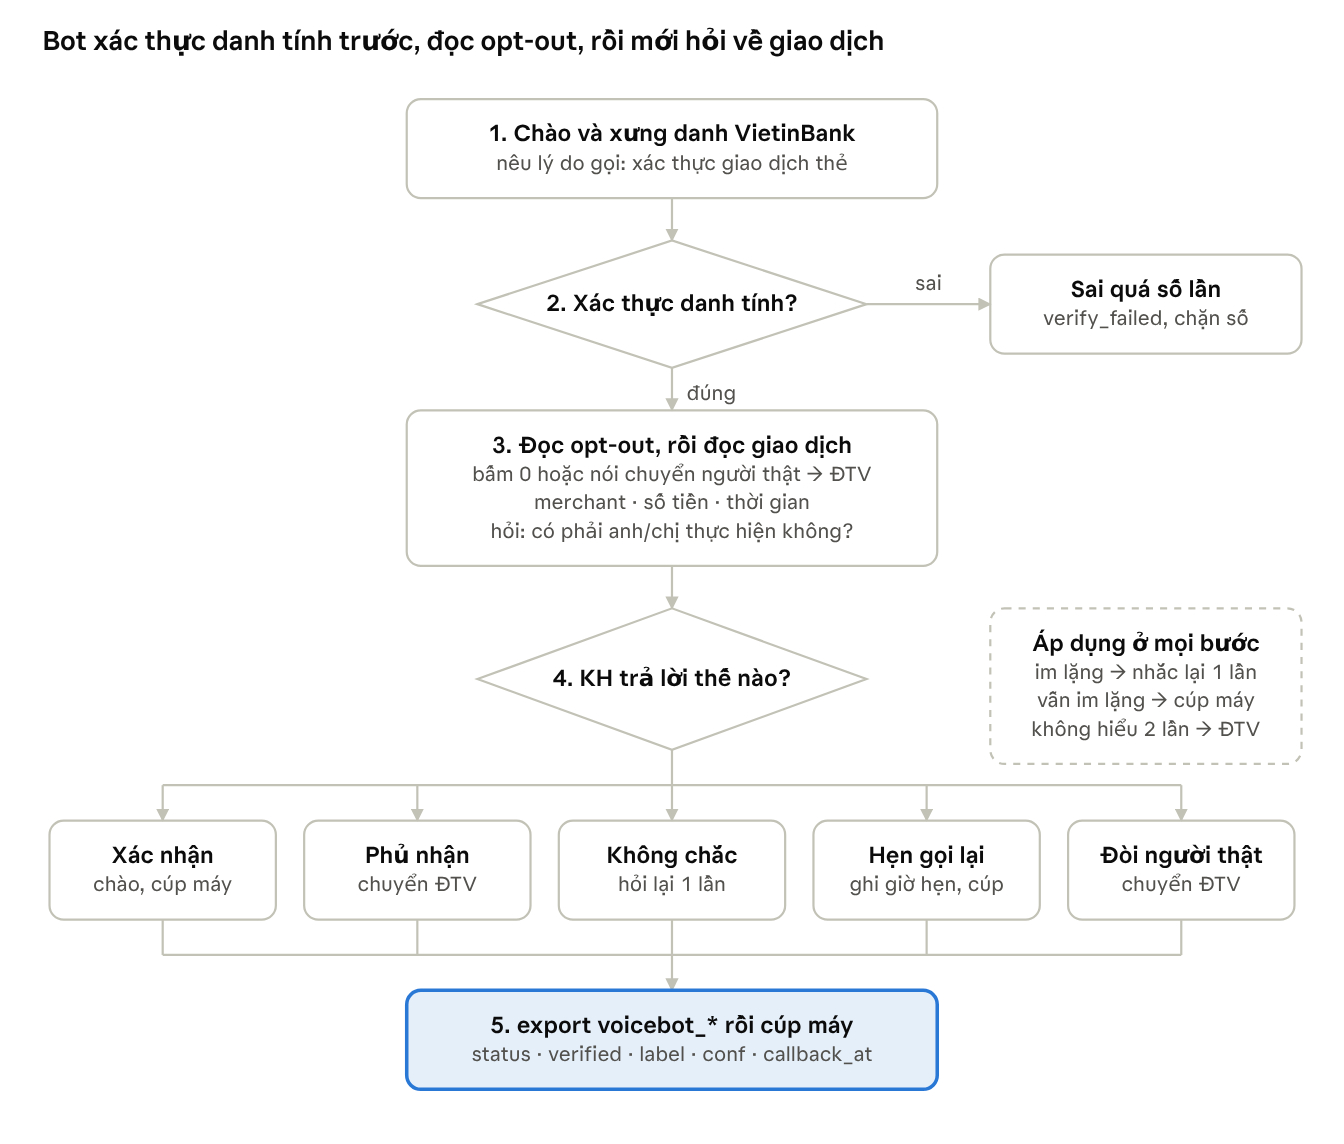 Bot xác thực danh tính trước, đọc opt-out, rồi mới hỏi về giao dịch
1. Chào và xưng danh VietinBank
nêu lý do gọi: xác thực giao dịch thẻ
2. Xác thực danh tính?
sai
Sai quá số lần
verify_failed, chặn số
đúng
3. Đọc opt-out, rồi đọc giao dịch
bấm 0 hoặc nói chuyển người thật → ĐTV
merchant · số tiền · thời gian
hỏi: có phải anh/chị thực hiện không?
4. KH trả lời thế nào?
Áp dụng ở mọi bước
im lặng → nhắc lại 1 lần
vẫn im lặng → cúp máy
không hiểu 2 lần → ĐTV
Xác nhận
chào, cúp máy
Phủ nhận
chuyển ĐTV
Không chắc
hỏi lại 1 lần
Hẹn gọi lại
ghi giờ hẹn, cúp
Đòi người thật
chuyển ĐTV
5. export voicebot_* rồi cúp máy
status · verified · label · conf · callback_at